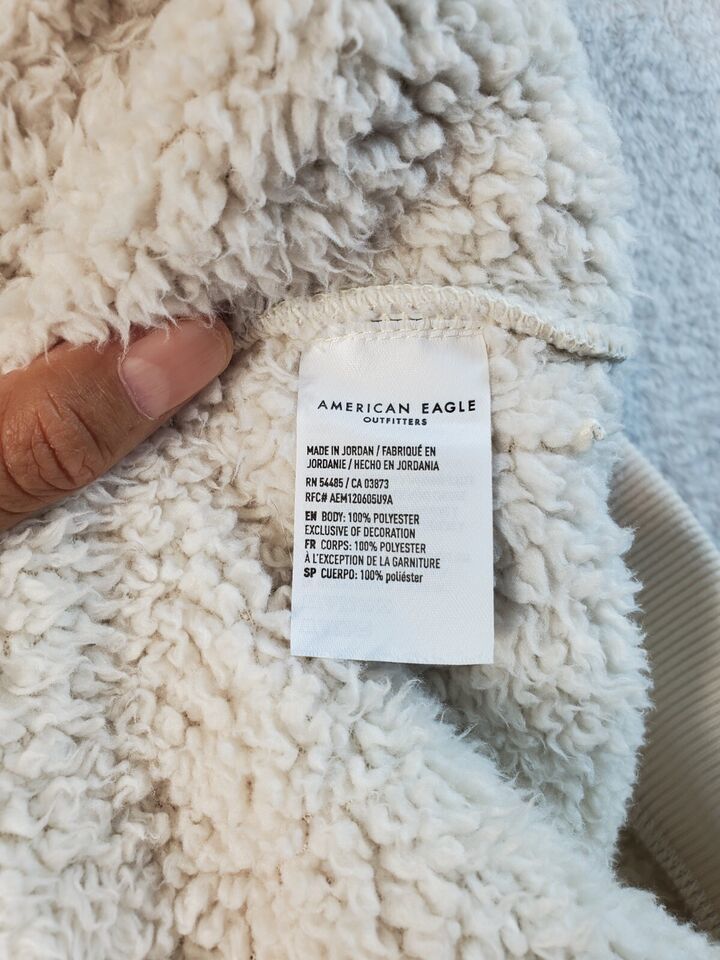 AMERICAN EAGLE
OUTFITTERS
MADE IN JORDAN / FABRIQUÉ EN
JORDANIE / HECHO EN JORDANIA
RN 54485 / CA 03873
RFC# AEM120605U9A
EN BODY: 100% POLYESTER
EXCLUSIVE OF DECORATION
FR CORPS: 100% POLYESTER
À L'EXCEPTION DE LA GARNITURE
SP CUERPO: 100% poliéster